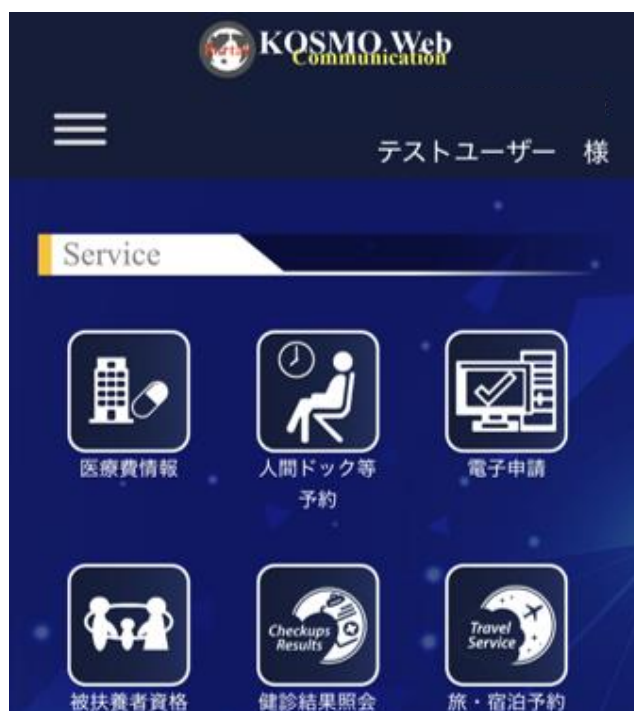 Portal
KOSMO Web
Communication
テストユーザー 様
Service
医療費情報
人間ドック等
予約
電子申請
Checkups
Results
Travel
Service
被扶養者資格
健診結果照会
旅・宿泊予約